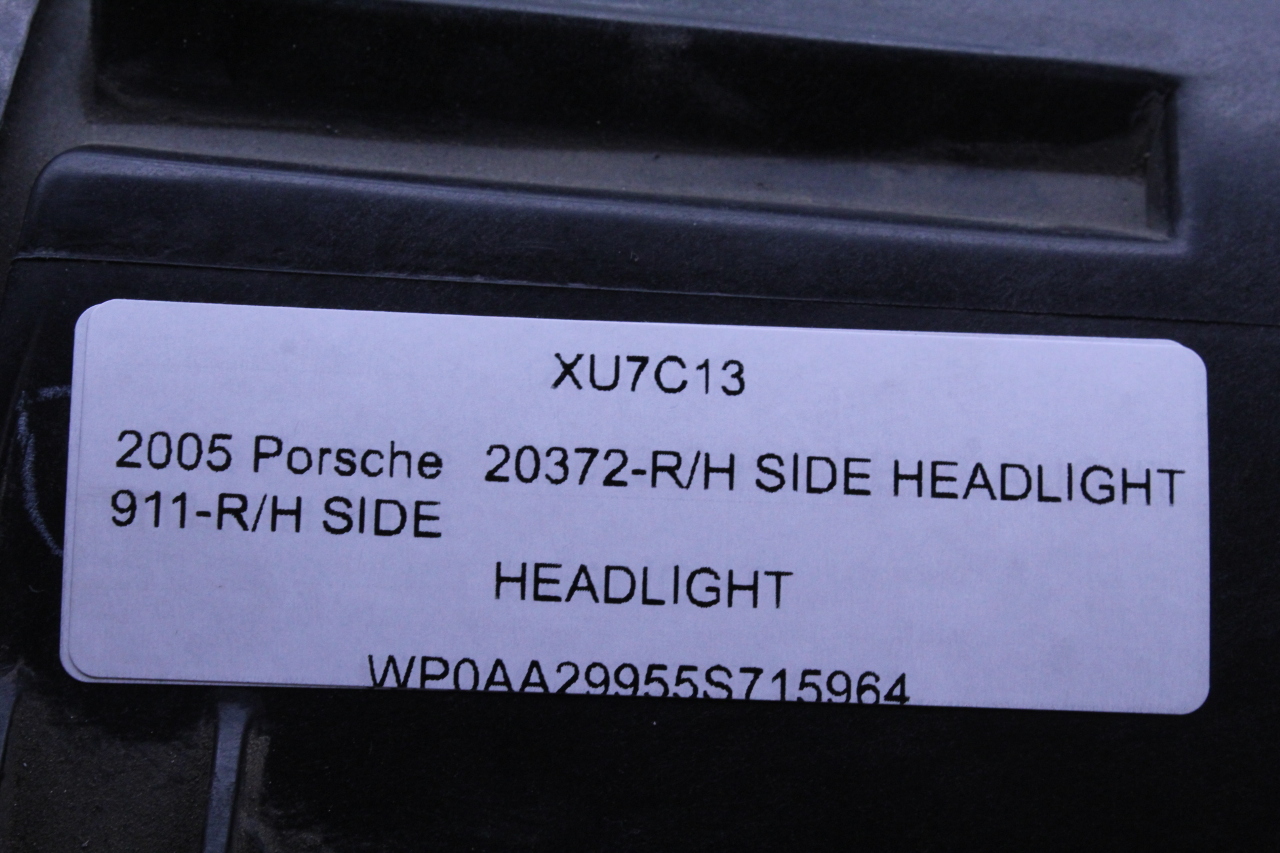 XU7C13
2005 Porsche 20372-R/H SIDE HEADLIGHT
911-R/H SIDE
HEADLIGHT
WP0AA29955S715964